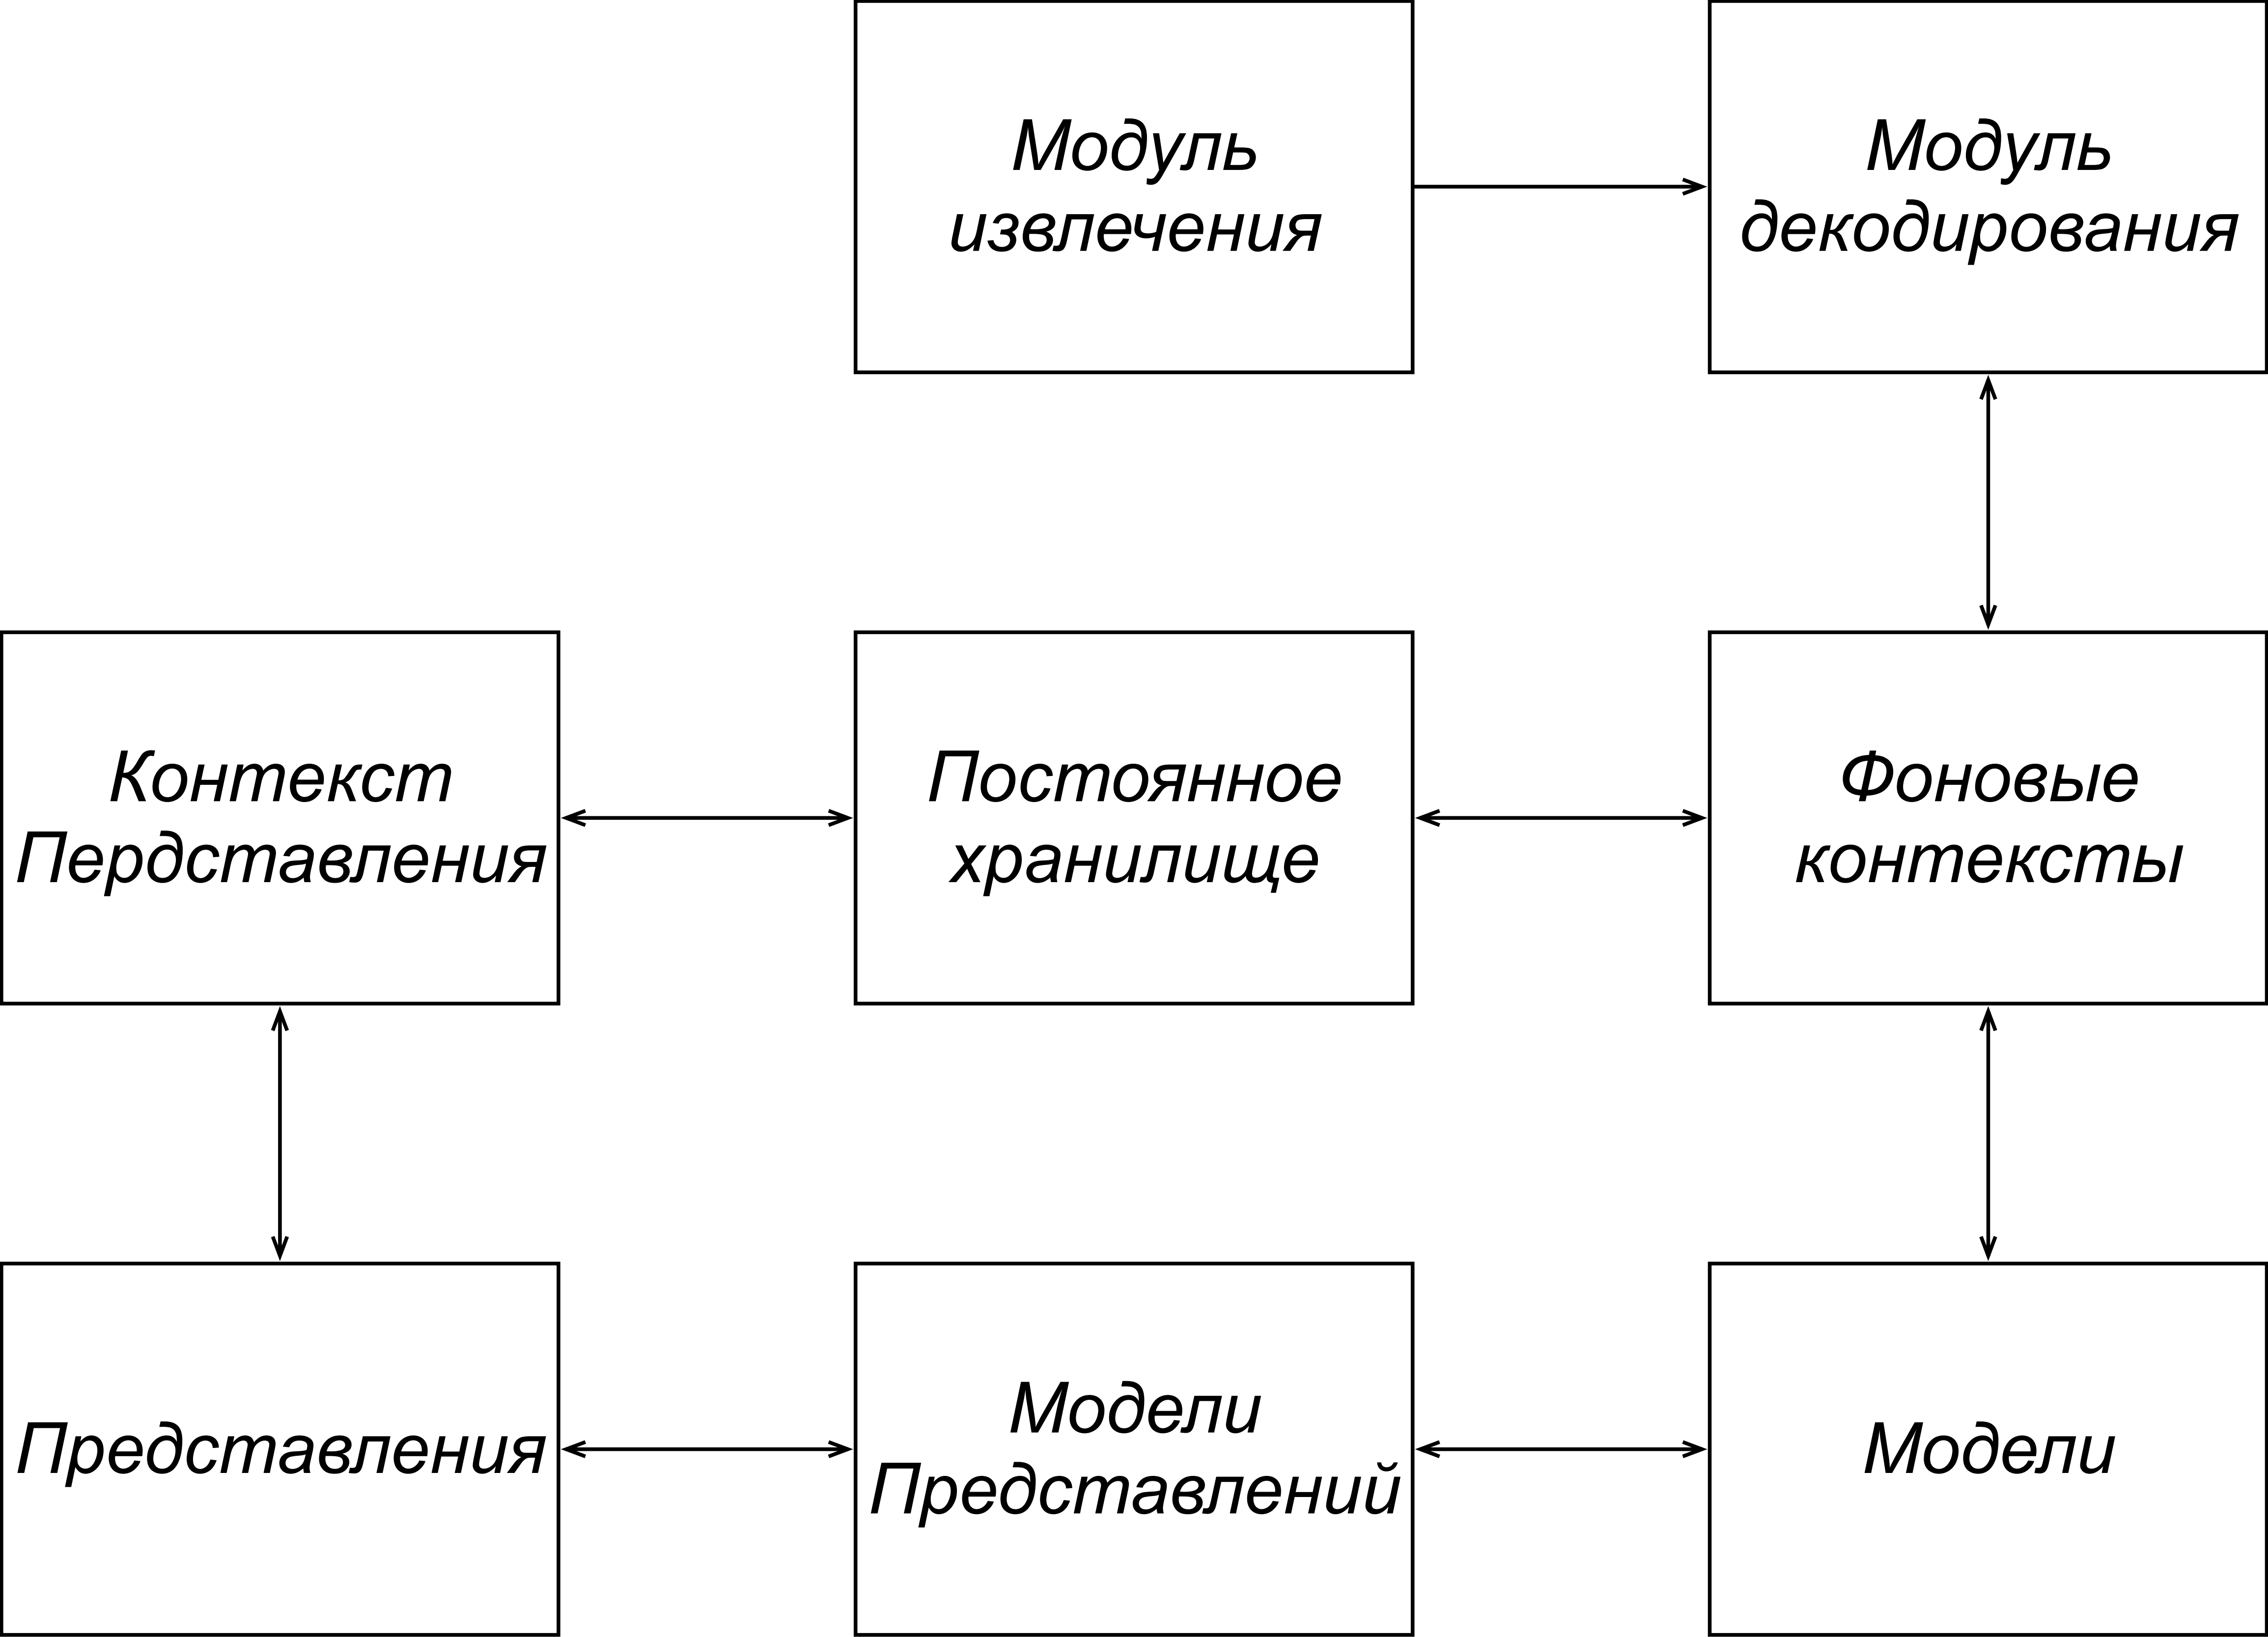 Модуль
извлечения
Модуль
декодирования
Контекст
Пердставления
Постоянное
хранилище
Фоновые
контексты
Представления
Модели
Представлений
Модели